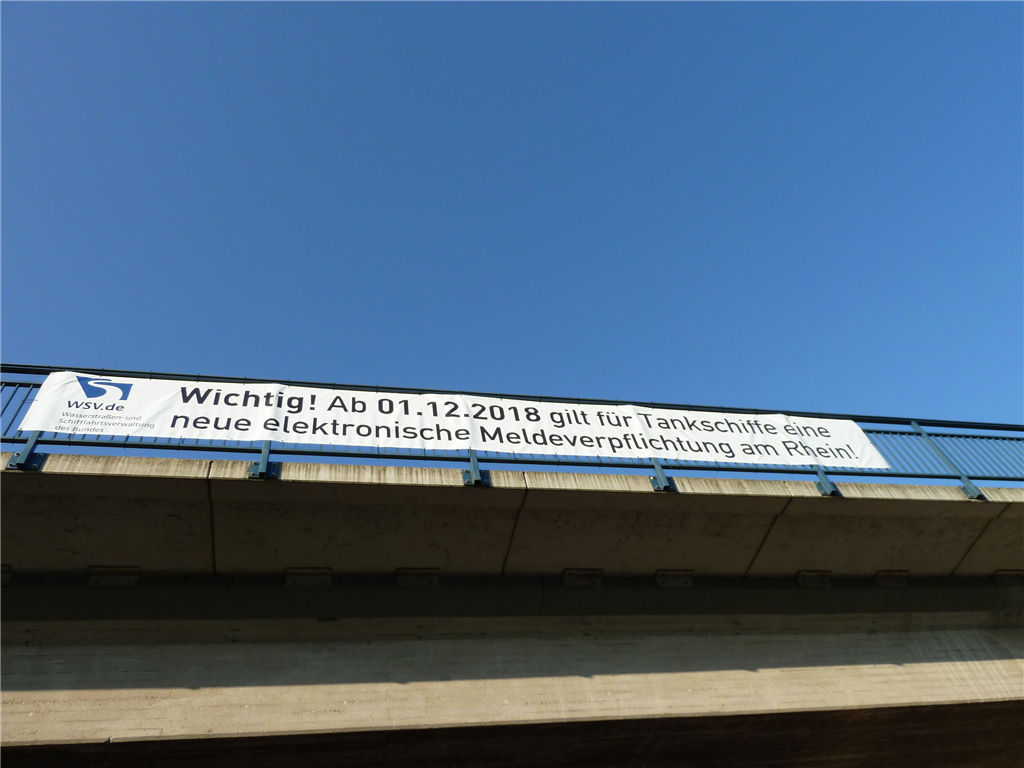 WSV.de
Wasserstraßen- und
Schifffahrtsverwaltung
des Bundes
Wichtig! Ab 01.12.2018 gilt für Tankschiffe eine
neue elektronische Meldeverpflichtung am Rhein!